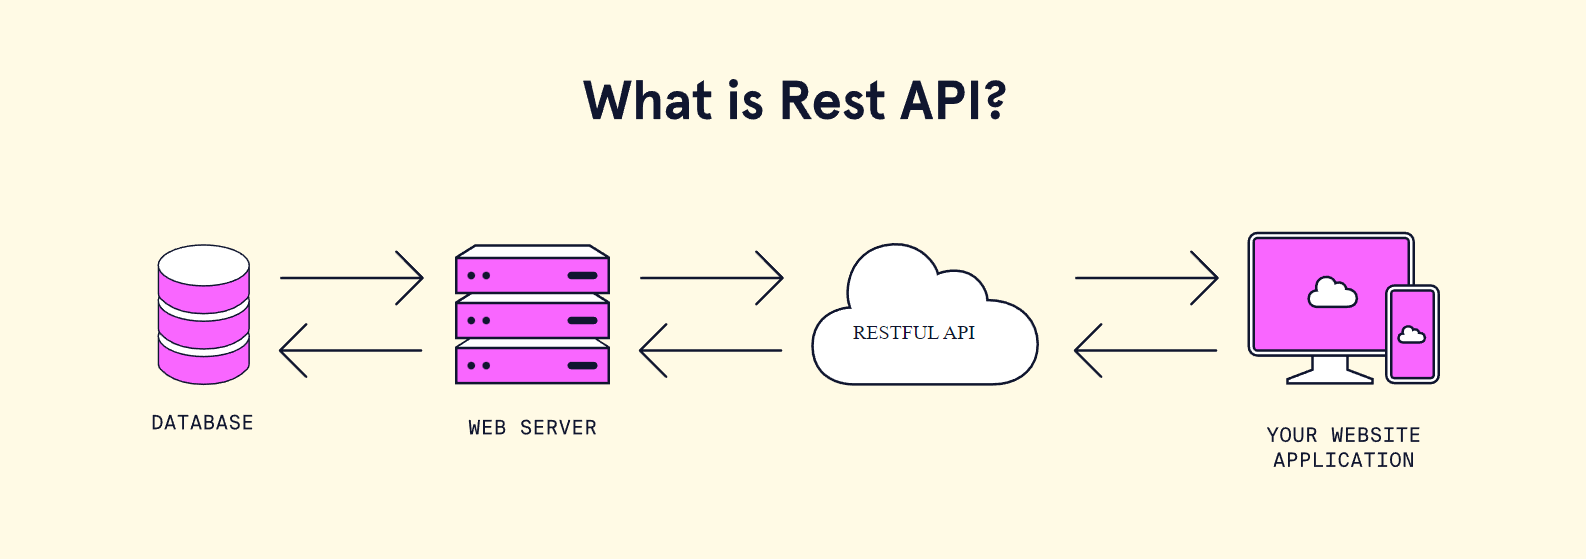 What is Rest API?
RESTFUL API
DATABASE
WEB SERVER
YOUR WEBSITE
APPLICATION